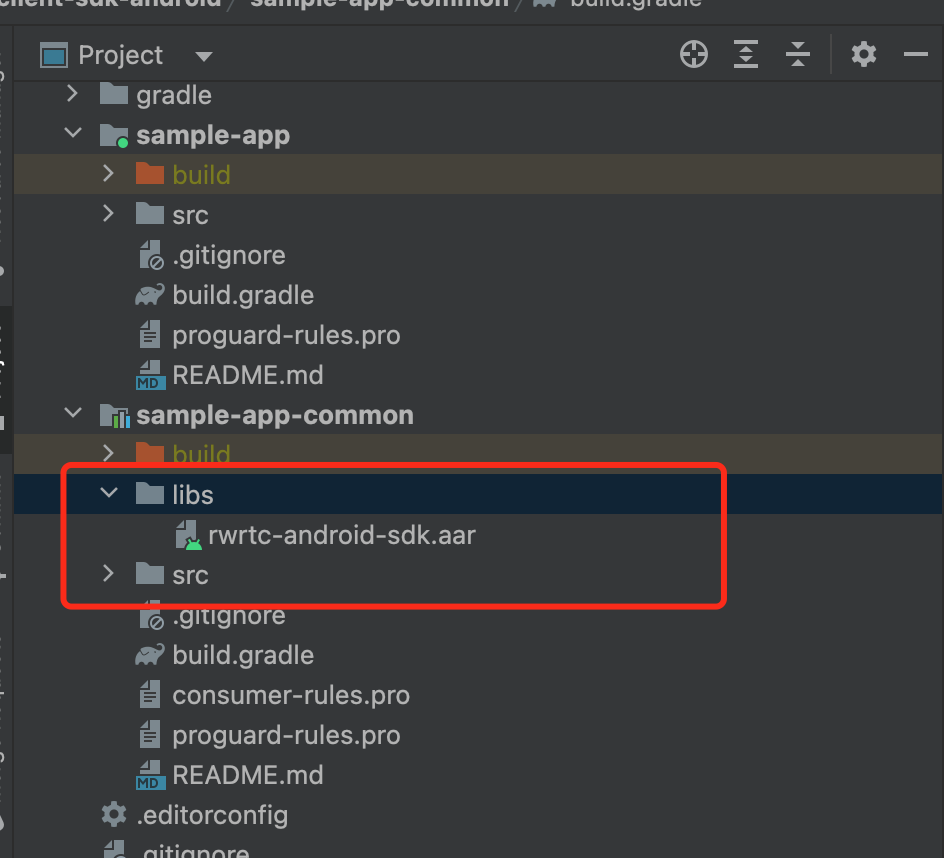 client-sdk-android / sample-app-common / build.gradle
Project
gradle
sample-app
build
src
.gitignore
build.gradle
proguard-rules.pro
MD README.md
sample-app-common
build
libs
rwrtc-android-sdk.aar
src
.gitignore
build.gradle
consumer-rules.pro
proguard-rules.pro
MD README.md
.editorconfig
.gitignore